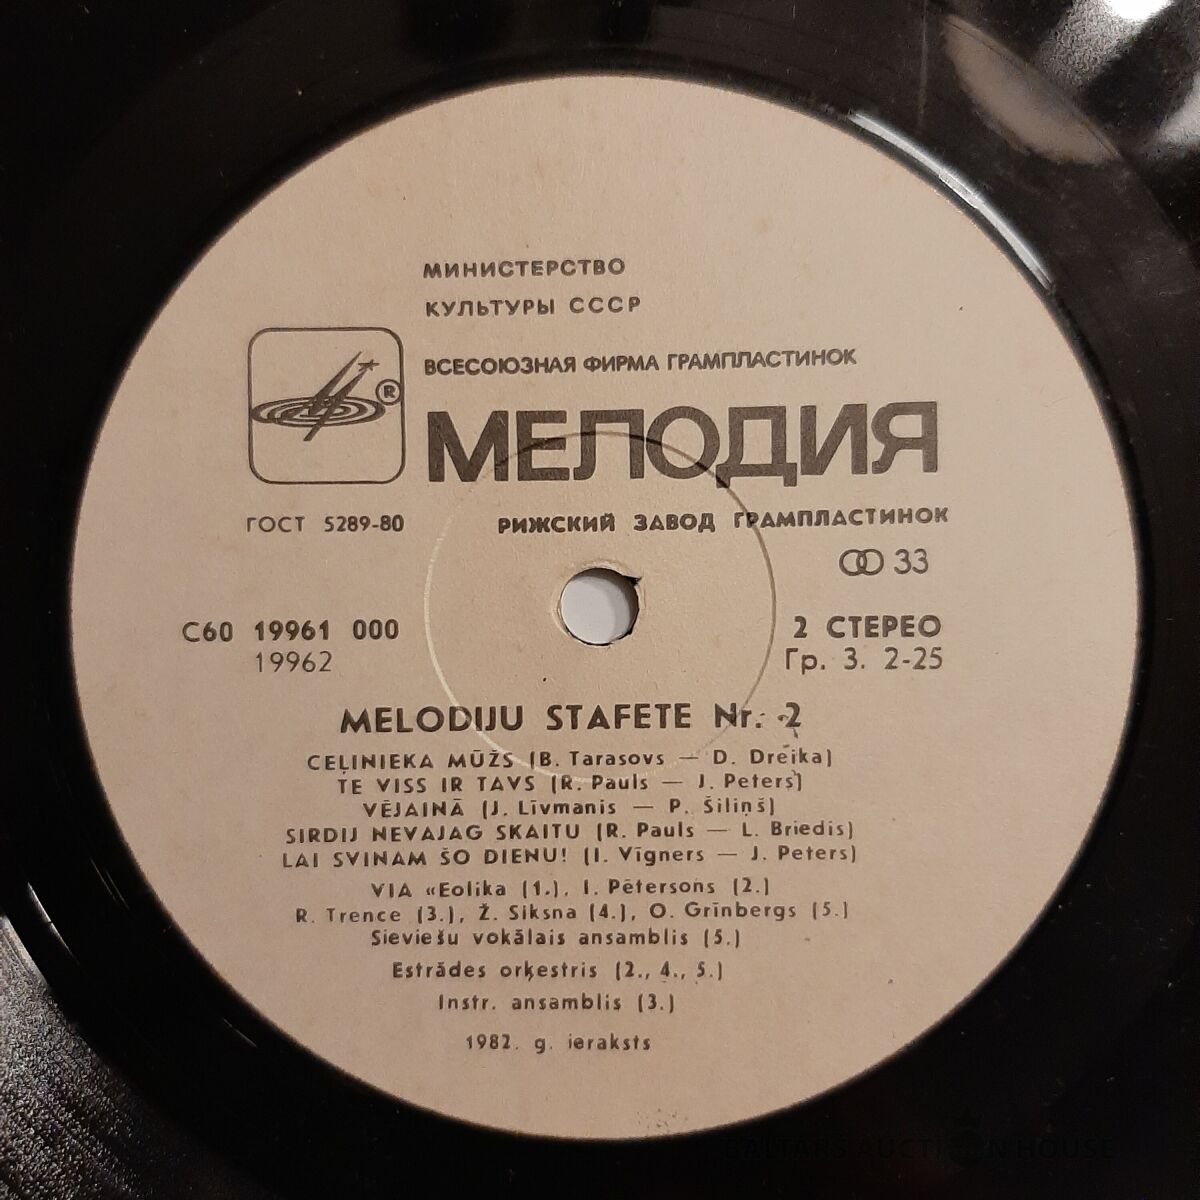 МИНИСТЕРСТВО
КУЛЬТУРЫ СССР
ВСЕСОЮЗНАЯ ФИРМА ГРАМПЛАСТИНОК
®
МЕЛОДИЯ
ГОСТ 5289-80 РИЖСКИЙ ЗАВОД ГРАМПЛАСТИНОК
33
С60 19961 000 2 СТЕРЕО
19962 Гр. 3. 2-25
MELODIJU STAFETE Nr. 2
CEĻINIEKA MŪŽS (B. Tarasovs — D. Dreika)
TE VISS IR TAVS (R. Pauls — J. Peters)
VĒJAINĀ (J. Līvmanis — P. Šiliņš)
SIRDIJ NEVAJAG SKAITU (R. Pauls — L. Briedis)
LAI SVINAM ŠO DIENU! (I. Vīgners — J. Peters)
VIA «Eolika (1.), I. Pētersons (2.)
R. Trence (3.), Ž. Siksna (4.), O. Grīnbergs (5.)
Sieviešu vokālais ansamblis (5.)
Estrādes orķestris (2., 4., 5.)
Instr. ansamblis (3.)
1982. g. ieraksts
BALTARS AUCTION HOUSE